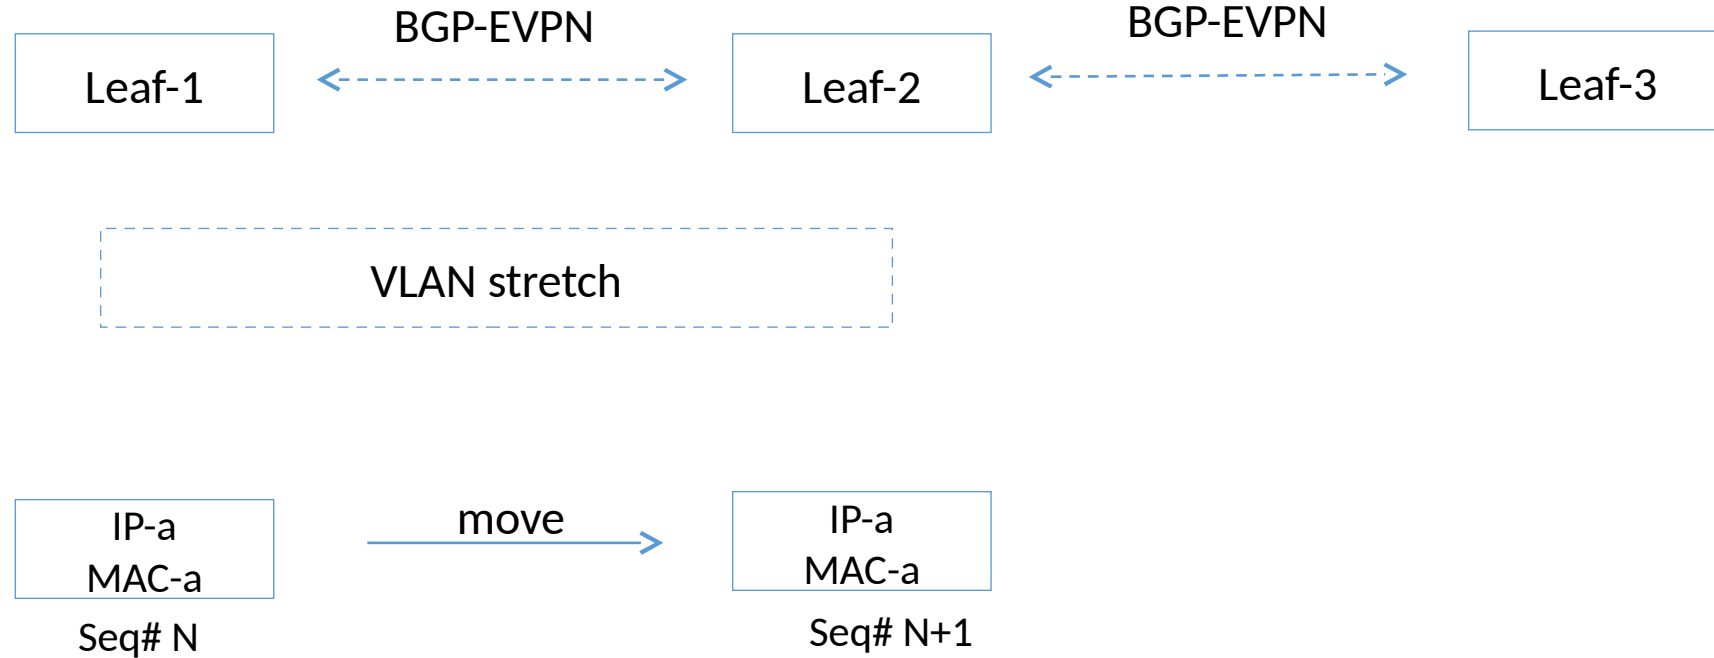 BGP-EVPN
BGP-EVPN
Leaf-1
Leaf-2
Leaf-3
VLAN stretch
IP-a
MAC-a
Seq# N
move
IP-a
MAC-a
Seq# N+1